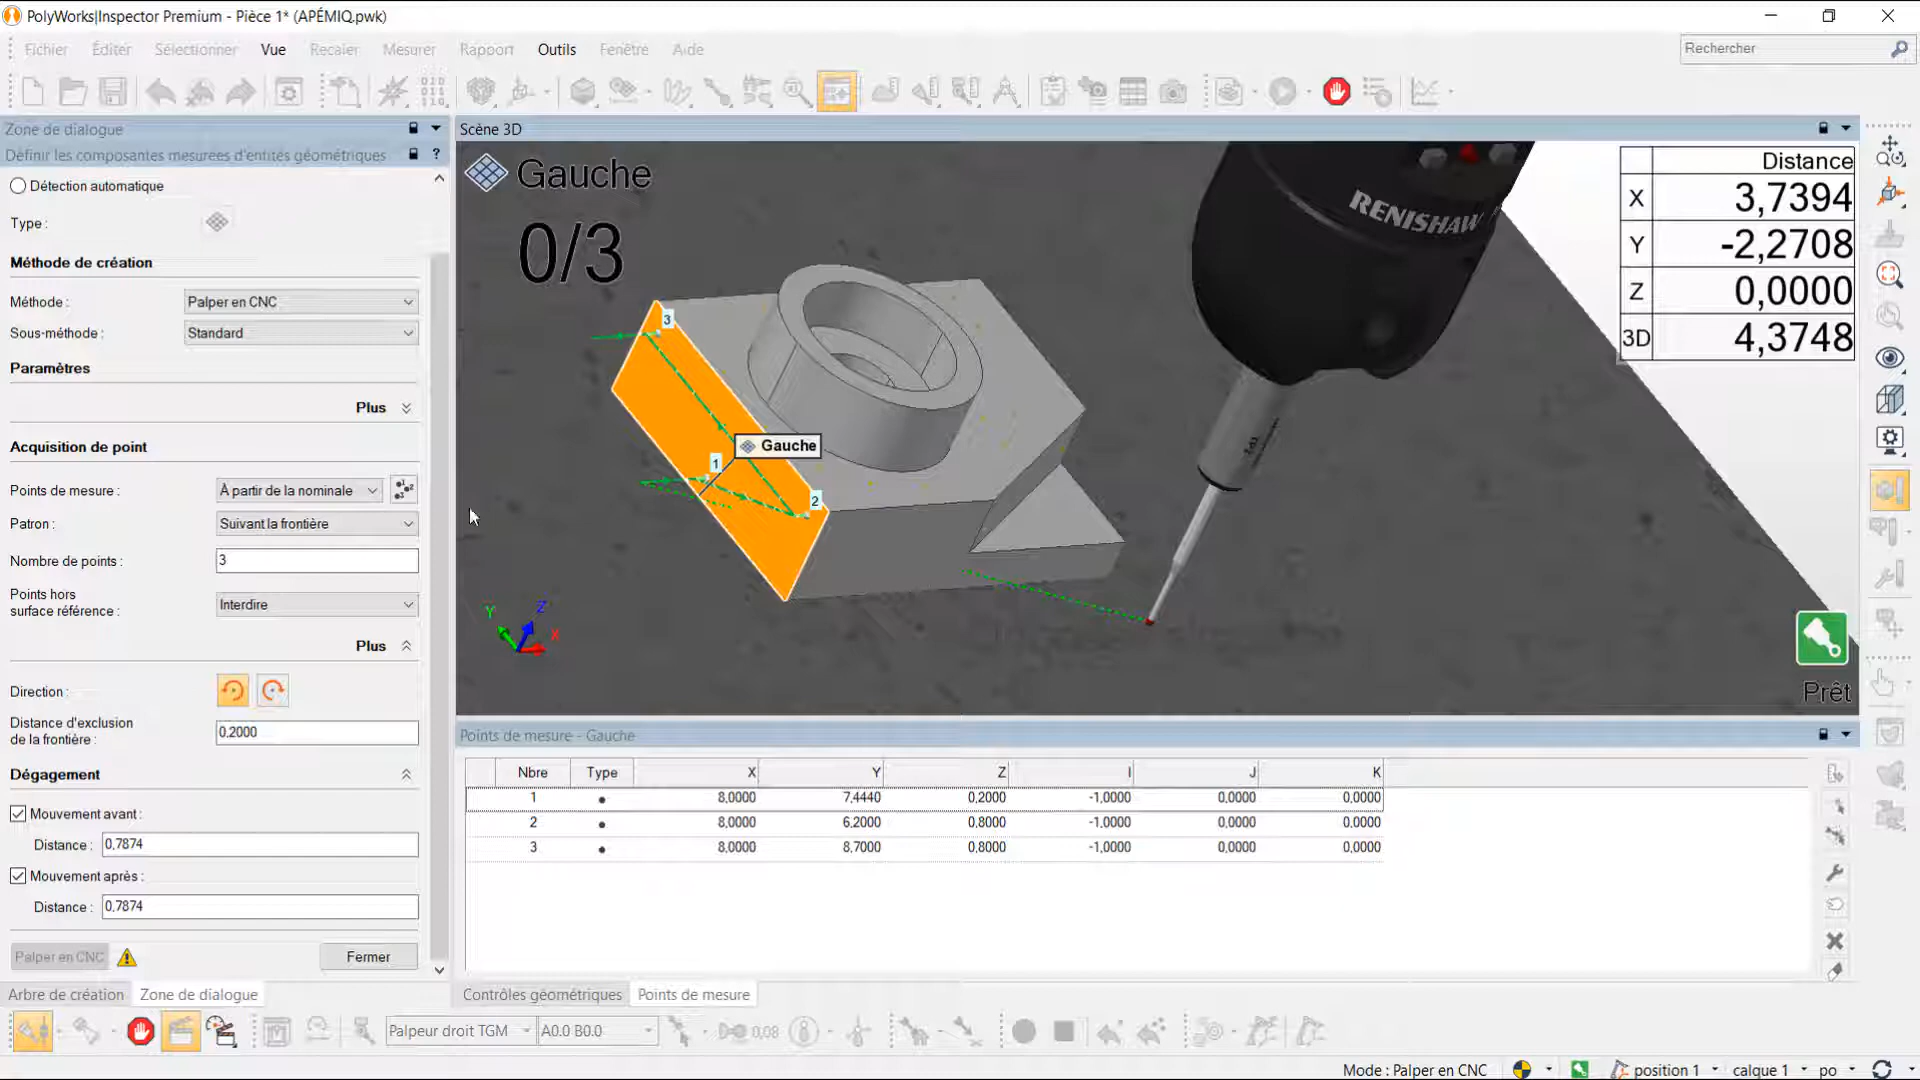 PolyWorks|Inspector Premium - Pièce 1* (APÉMIQ.pwk)
Fichier Éditer Sélectionner Vue Recaler Mesurer Rapport Outils Fenêtre Aide
Rechercher
Zone de dialogue
Définir les composantes mesurées d'entités géométriques
Détection automatique
Type :
Méthode de création
Méthode : Palper en CNC
Sous-méthode : Standard
Paramètres
Plus
Acquisition de point
Points de mesure : À partir de la nominale
Patron : Suivant la frontière
Nombre de points : 3
Points hors
surface référence : Interdire
Plus
Direction :
Distance d'exclusion
de la frontière : 0.2000
Dégagement
Mouvement avant :
Distance : 0,7874
Mouvement après :
Distance : 0,7874
Palper en CNC Fermer
Arbre de création Zone de dialogue
Scène 3D
Gauche
0/3
RENISHAW
Distance
X 3,7394
Y -2,2708
Z 0,0000
3D 4,3748
3
Gauche
1
2
Y Z X
Prêt
Points de mesure - Gauche
Nbre Type X Y Z I J K
1 8,0000 7,4440 0,2000 -1,0000 0,0000 0,0000
2 8,0000 6,2000 0,8000 -1,0000 0,0000 0,0000
3 8,0000 8,7000 0,8000 -1,0000 0,0000 0,0000
Contrôles géométriques Points de mesure
Palpeur droit TGM A0.0 B0.0 0,08
Mode : Palper en CNC position 1 calque 1 po